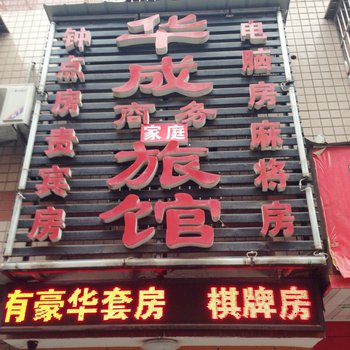 华成
商务
家庭
旅馆
钟点房贵宾房
电脑房麻将房
有豪华套房 棋牌房